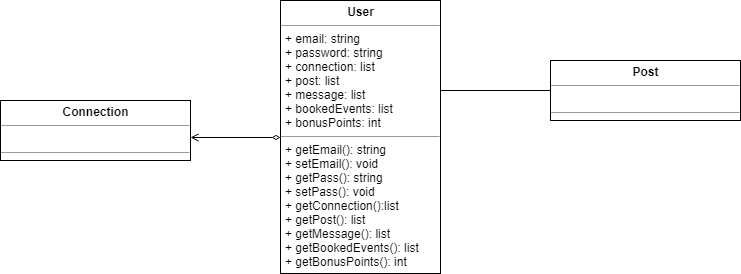 User
+ email: string
+ password: string
+ connection: list
+ post: list
+ message: list
+ bookedEvents: list
+ bonusPoints: int
+ getEmail(): string
+ setEmail(): void
+ getPass(): string
+ setPass(): void
+ getConnection():list
+ getPost(): list
+ getMessage(): list
+ getBookedEvents(): list
+ getBonusPoints(): int
Connection
Post